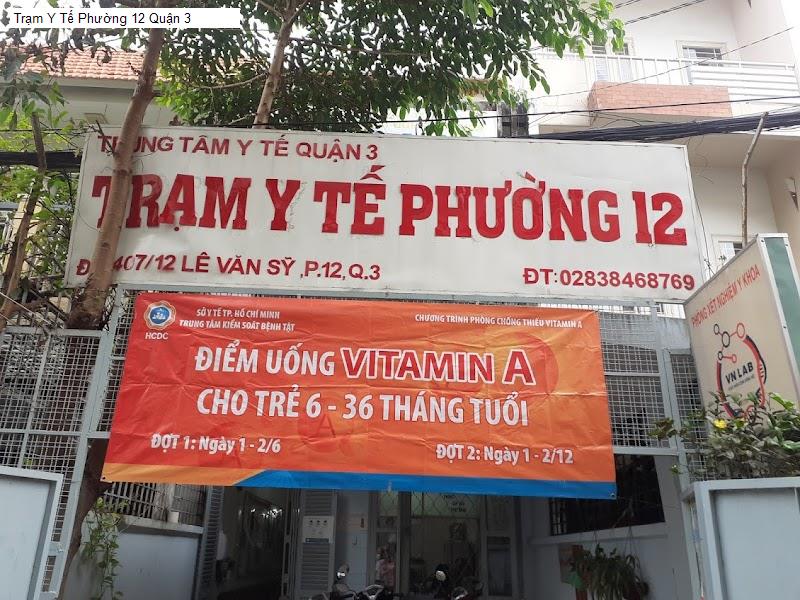 Trạm Y Tế Phường 12 Quận 3
TRUNG TÂM Y TẾ QUẬN 3
TRẠM Y TẾ PHƯỜNG 12
407/12 LÊ VĂN SỸ ,P.12,Q.3
ĐT:02838468769
SỞ Y TẾ TP. HỒ CHÍ MINH
TRUNG TÂM KIỂM SOÁT BỆNH TẬT
HCDC
CHƯƠNG TRÌNH PHÒNG CHỐNG THIẾU VITAMIN A
ĐIỂM UỐNG VITAMIN A
CHO TRẺ 6 - 36 THÁNG TUỔI
ĐỢT 1: Ngày 1 - 2/6
ĐỢT 2: Ngày 1 - 2/12
PHÒNG XÉT NGHIỆM Y KHOA
VN LAB